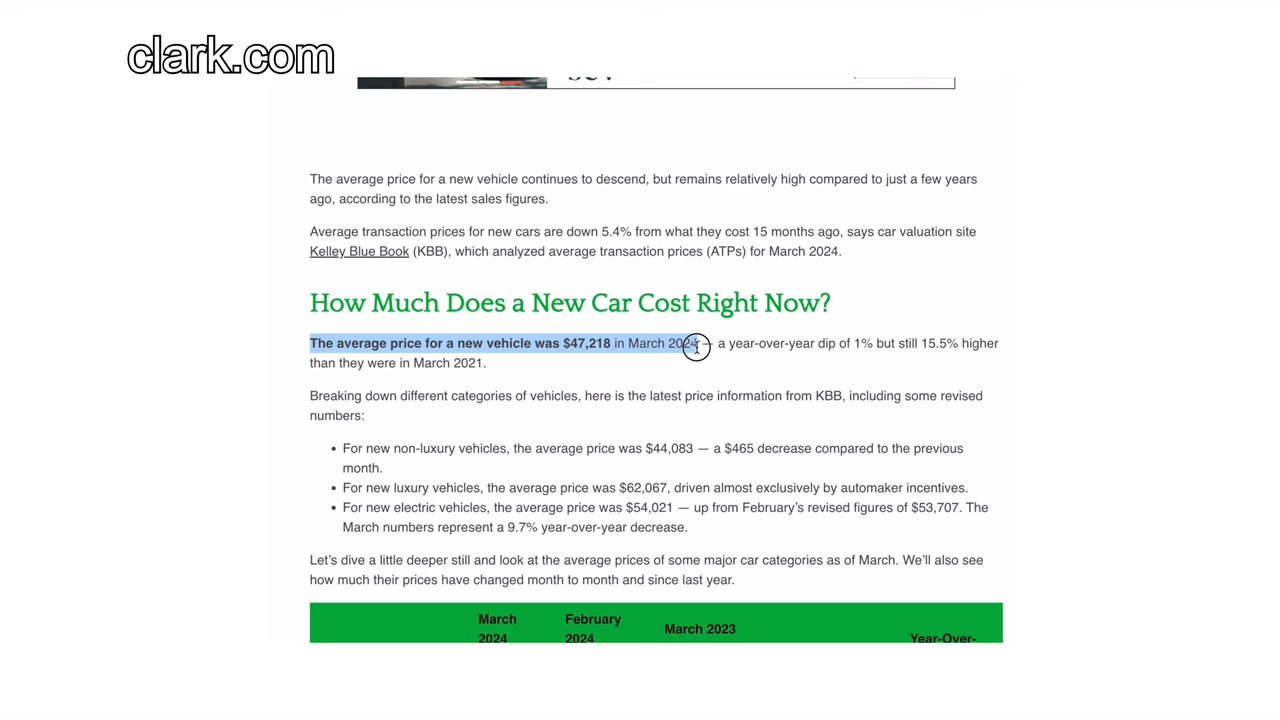 clark.com
The average price for a new vehicle continues to descend, but remains relatively high compared to just a few years
ago, according to the latest sales figures.
Average transaction prices for new cars are down 5.4% from what they cost 15 months ago, says car valuation site
Kelley Blue Book (KBB), which analyzed average transaction prices (ATPs) for March 2024.
How Much Does a New Car Cost Right Now?
The average price for a new vehicle was $47,218 in March 2024 — a year-over-year dip of 1% but still 15.5% higher
than they were in March 2021.
Breaking down different categories of vehicles, here is the latest price information from KBB, including some revised
numbers:
• For new non-luxury vehicles, the average price was $44,083 — a $465 decrease compared to the previous
month.
• For new luxury vehicles, the average price was $62,067, driven almost exclusively by automaker incentives.
• For new electric vehicles, the average price was $54,021 — up from February's revised figures of $53,707. The
March numbers represent a 9.7% year-over-year decrease.
Let's dive a little deeper still and look at the average prices of some major car categories as of March. We'll also see
how much their prices have changed month to month and since last year.
March February March 2023
2024 2024 Year-Over-